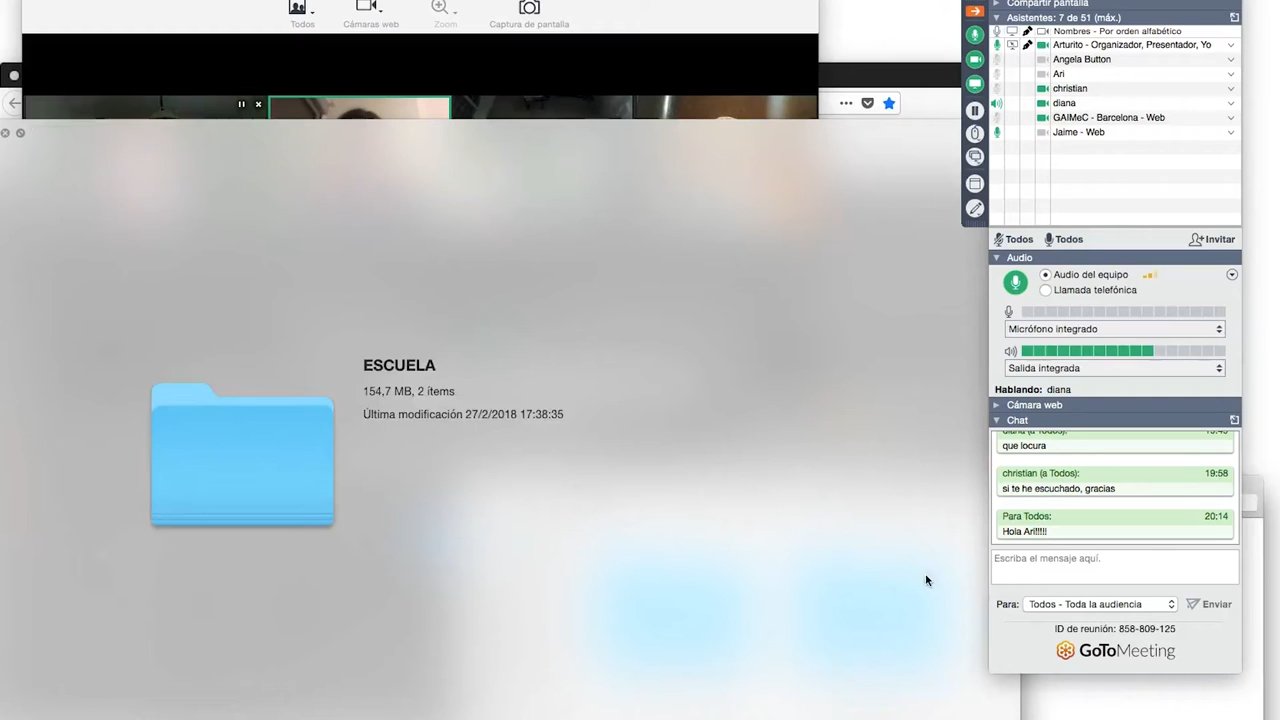 Todos
Cámaras web
Zoom
Captura de pantalla
ESCUELA
154,7 MB, 2 ítems
Última modificación 27/2/2018 17:38:35
Compartir pantalla
Asistentes: 7 de 51 (máx.)
Nombres - Por orden alfabético
Arturito - Organizador, Presentador, Yo
Angela Button
Ari
christian
diana
GAIMeC - Barcelona - Web
Jaime - Web
Todos Todos Invitar
Audio
Audio del equipo
Llamada telefónica
Micrófono integrado
Salida integrada
Hablando: diana
Cámara web
Chat
diana (a Todos):
que locura
christian (a Todos): 19:58
si te he escuchado, gracias
Para Todos: 20:14
Hola Ari!!!!!
Escriba el mensaje aquí.
Para: Todos - Toda la audiencia Enviar
ID de reunión: 858-809-125
GoToMeeting